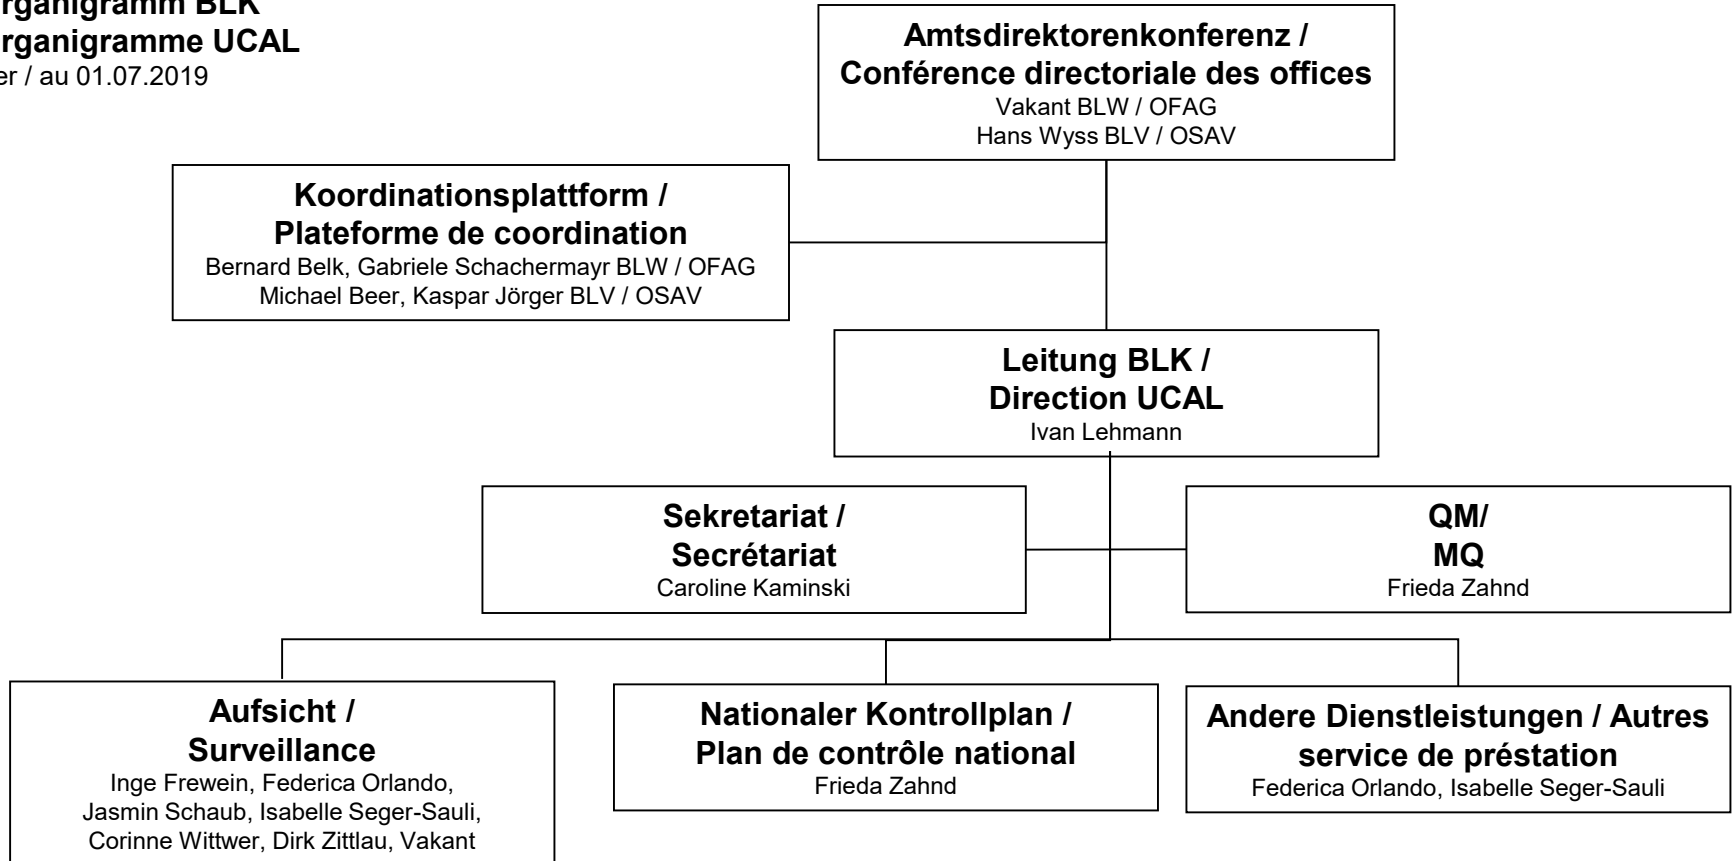 rganigramm BLK
rganigramme UCAL
er / au 01.07.2019
Amtsdirektorenkonferenz /
Conférence directoriale des offices
Vakant BLW / OFAG
Hans Wyss BLV / OSAV
Koordinationsplattform /
Plateforme de coordination
Bernard Belk, Gabriele Schachermayr BLW / OFAG
Michael Beer, Kaspar Jörger BLV / OSAV
Leitung BLK /
Direction UCAL
Ivan Lehmann
Sekretariat /
Secrétariat
Caroline Kaminski
QM/
MQ
Frieda Zahnd
Aufsicht /
Surveillance
Inge Frewein, Federica Orlando,
Jasmin Schaub, Isabelle Seger-Sauli,
Corinne Wittwer, Dirk Zittlau, Vakant
Nationaler Kontrollplan /
Plan de contrôle national
Frieda Zahnd
Andere Dienstleistungen / Autres
service de préstation
Federica Orlando, Isabelle Seger-Sauli